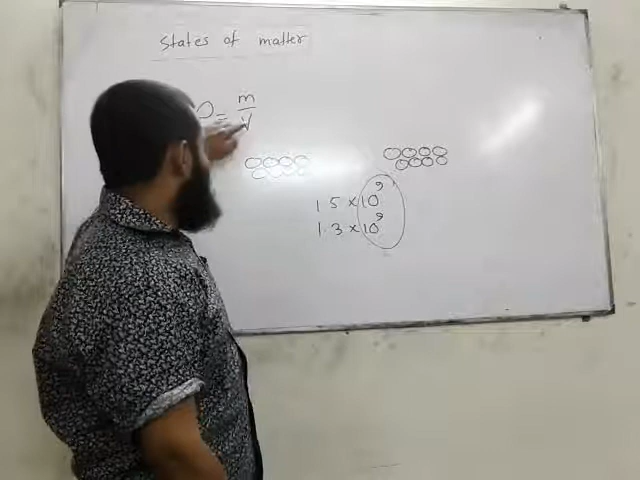 States of matter
= m
V
1.5 × 10⁹
1.3 × 10⁹